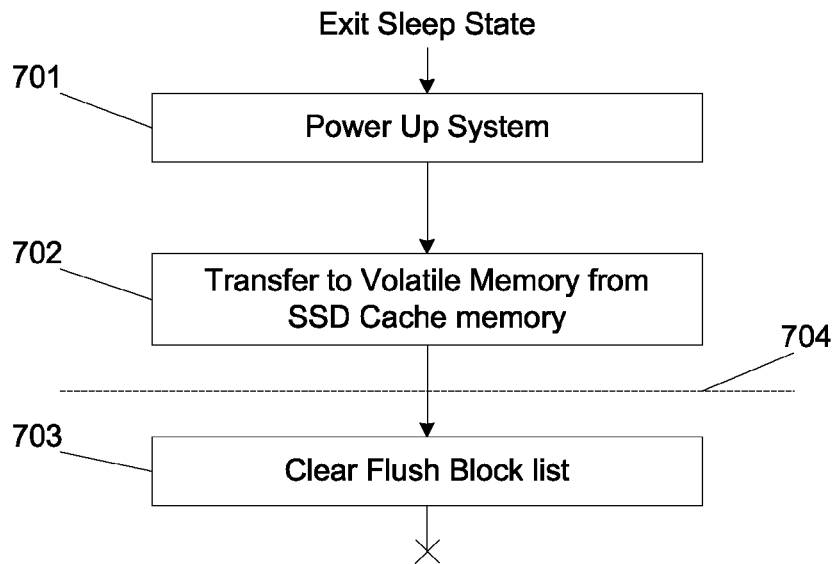 Exit Sleep State
701
Power Up System
702
Transfer to Volatile Memory from
SSD Cache memory
704
703
Clear Flush Block list